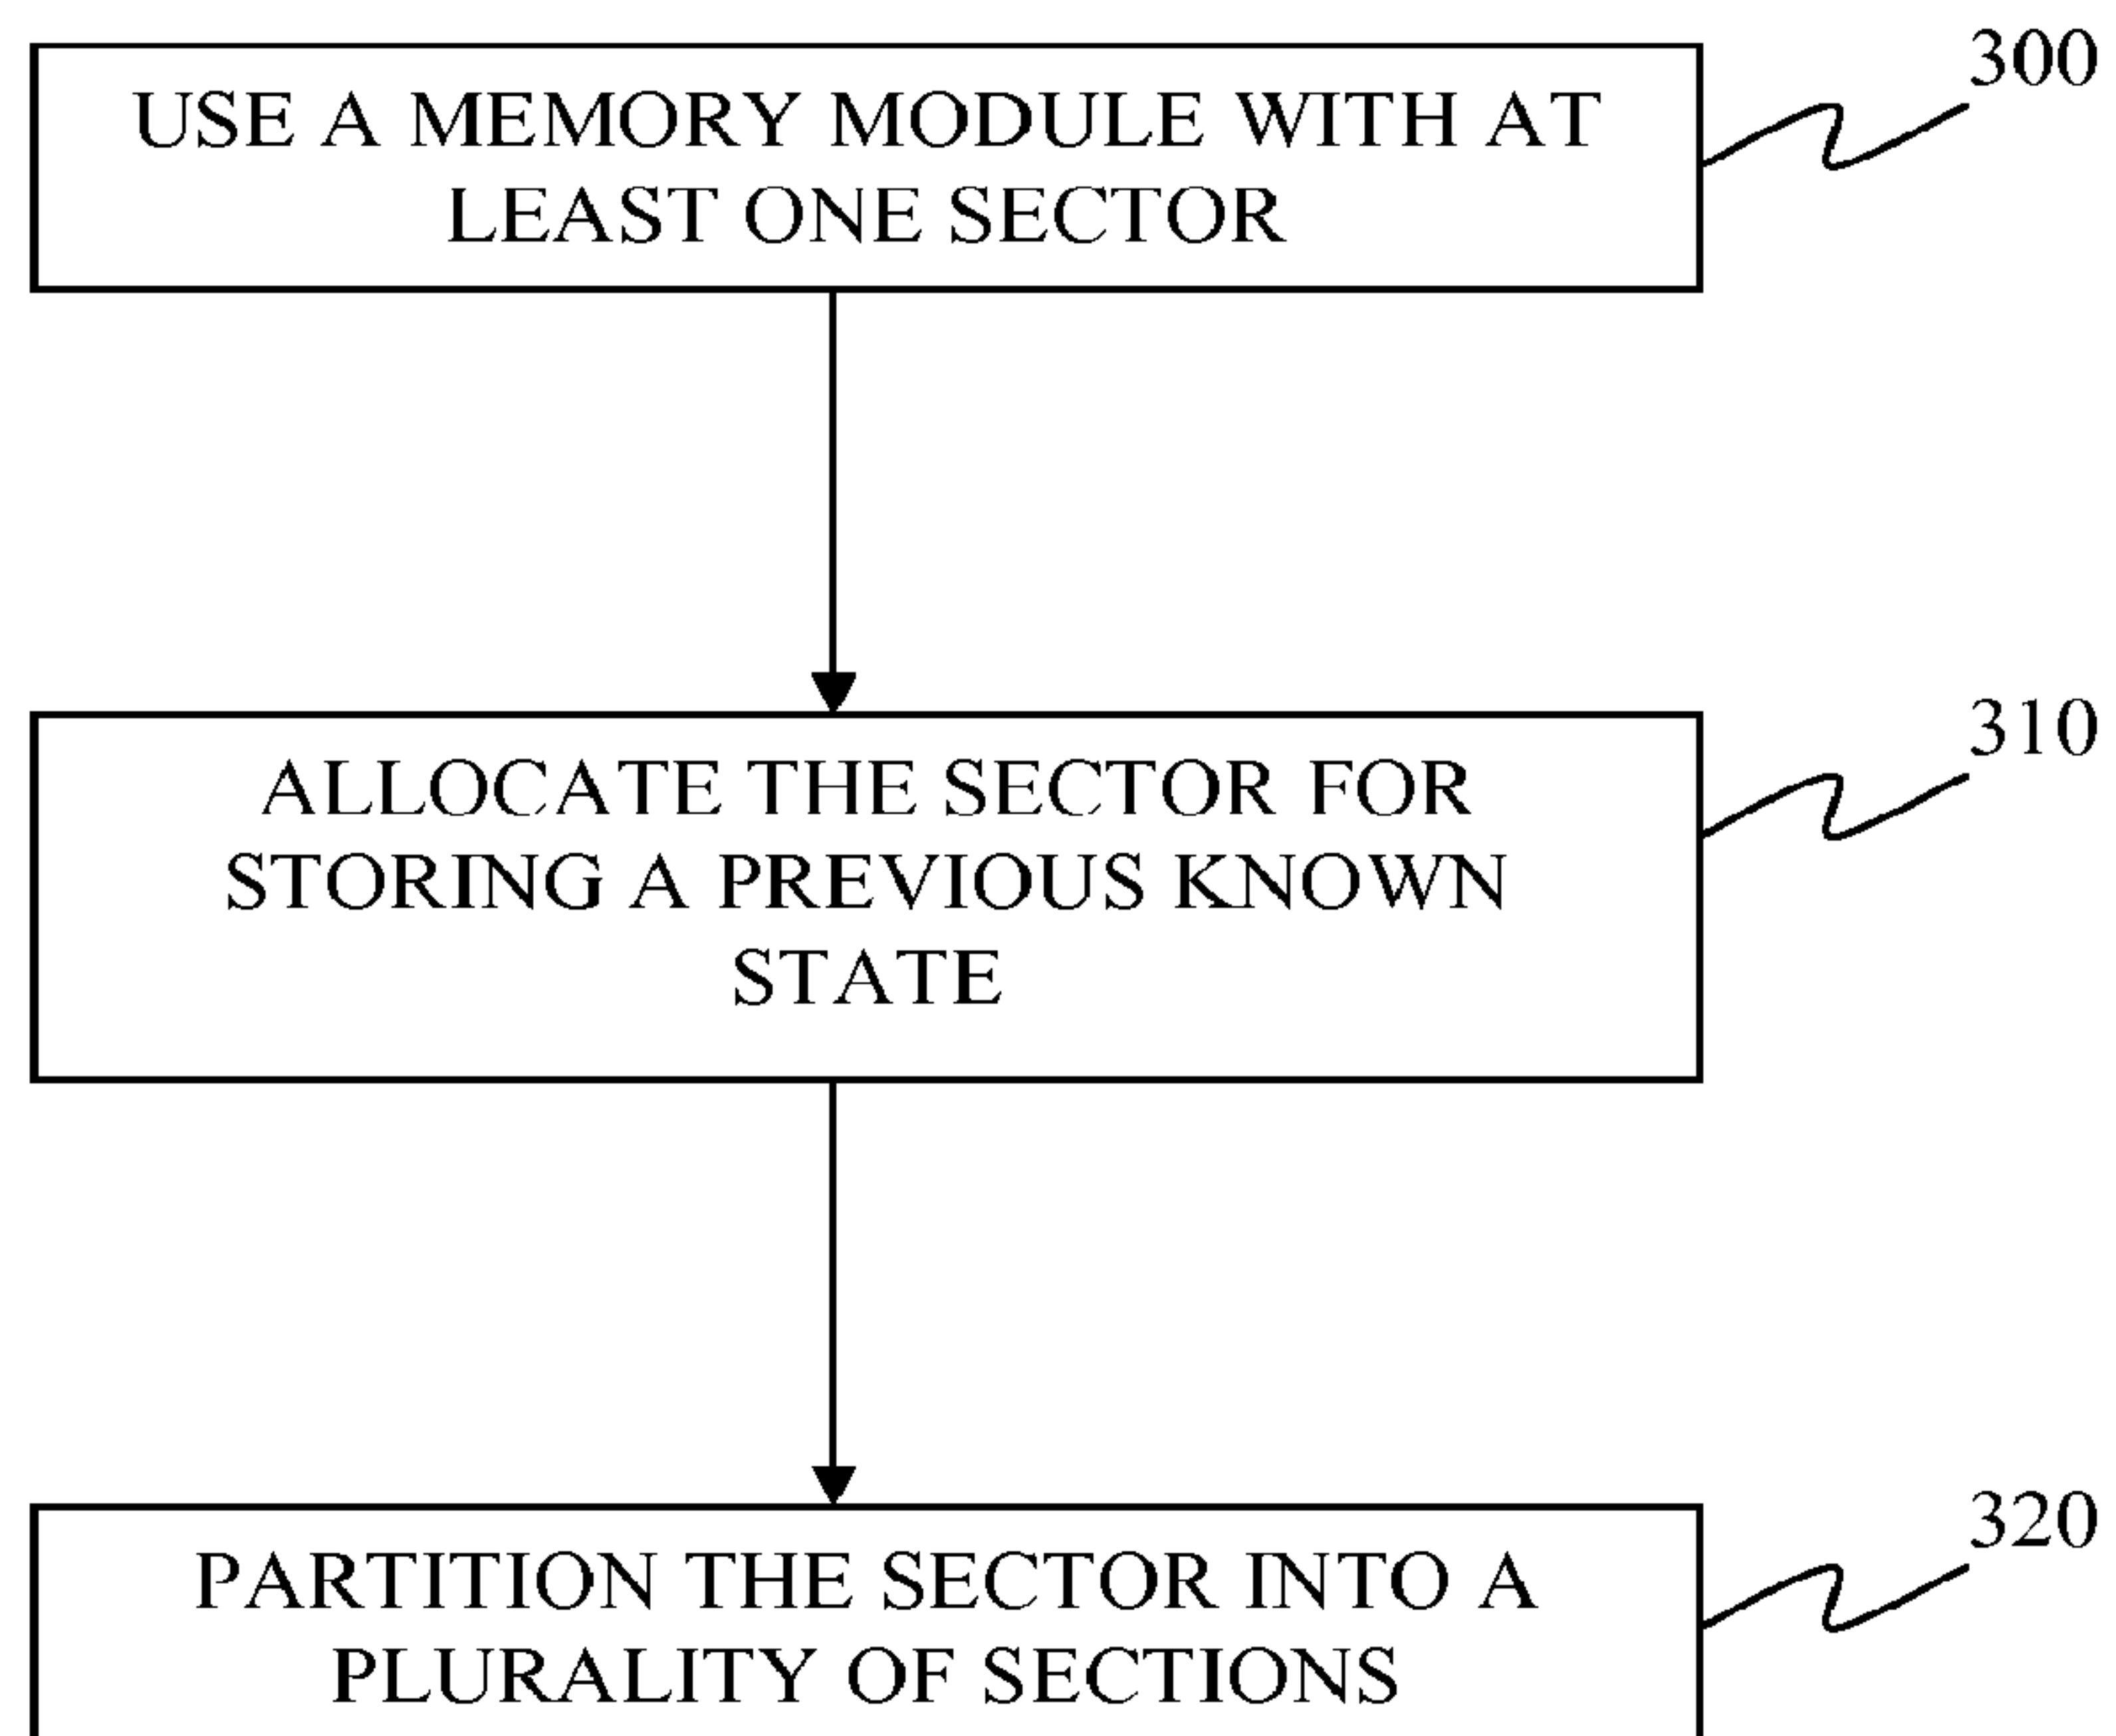 300
USE A MEMORY MODULE WITH AT
LEAST ONE SECTOR
310
ALLOCATE THE SECTOR FOR
STORING A PREVIOUS KNOWN
STATE
320
PARTITION THE SECTOR INTO A
PLURALITY OF SECTIONS